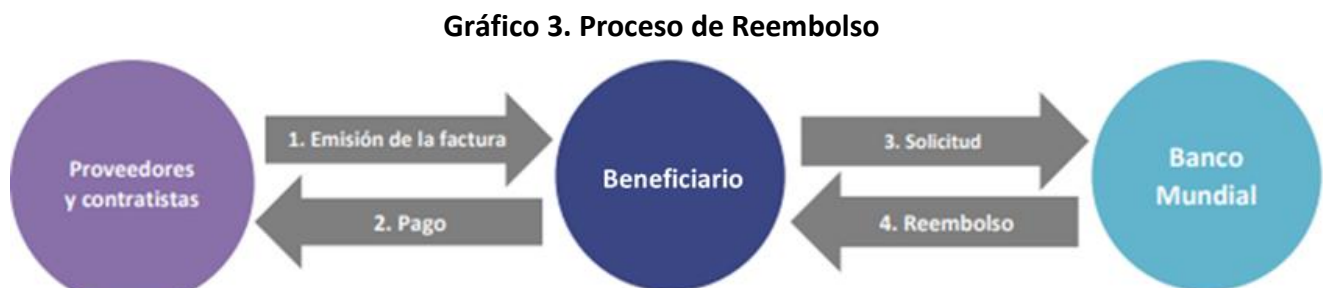 Gráfico 3. Proceso de Reembolso
Proveedores
y contratistas
1. Emisión de la factura
2. Pago
Beneficiario
3. Solicitud
4. Reembolso
Banco
Mundial